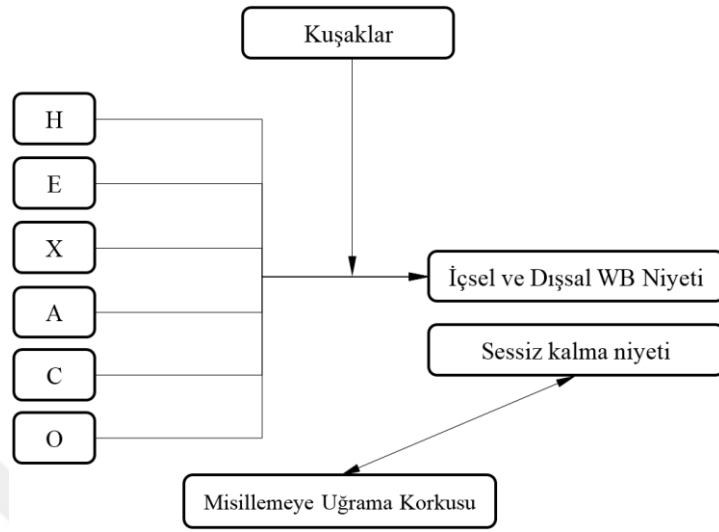 Kuşaklar
H
E
X
A
C
O
İçsel ve Dışsal WB Niyeti
Sessiz kalma niyeti
Misillemeye Uğrama Korkusu